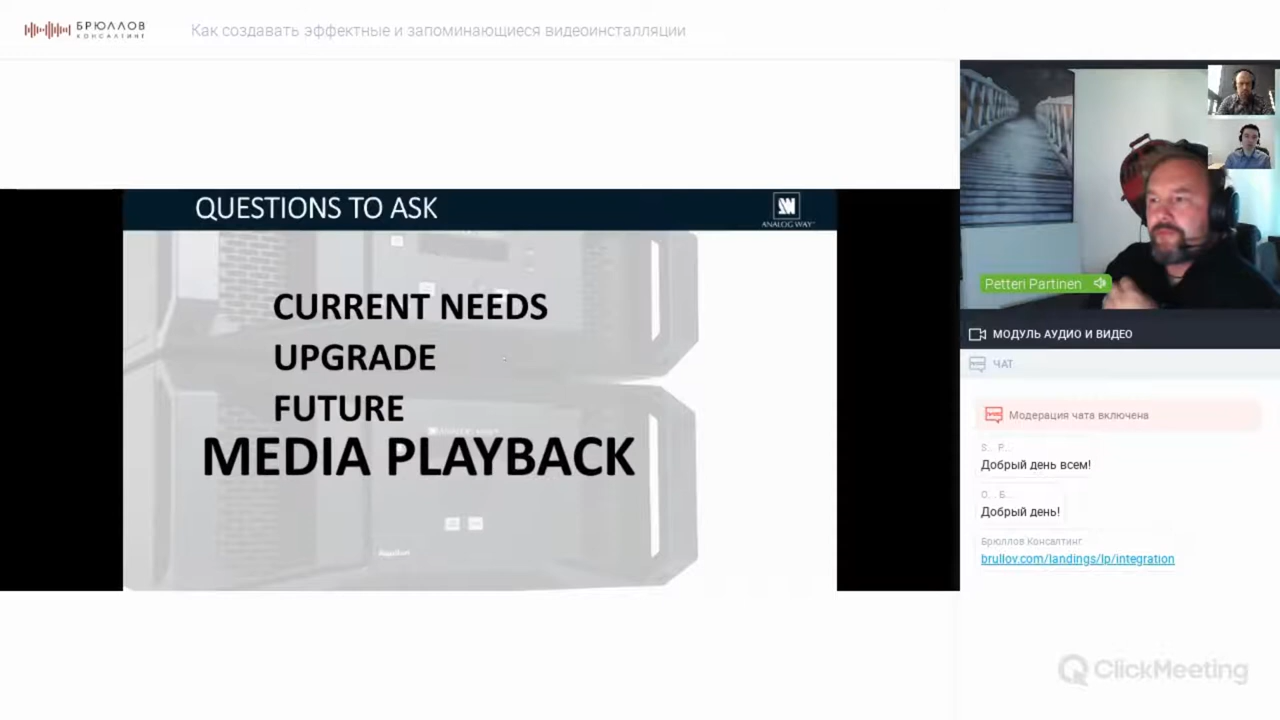 БРЮЛЛОВ
КОНСАЛТИНГ
Как создавать эффектные и запоминающиеся видеоинсталляции
QUESTIONS TO ASK
ANALOG WAY
CURRENT NEEDS
UPGRADE
FUTURE
MEDIA PLAYBACK
Petteri Partinen
МОДУЛЬ АУДИО И ВИДЕО
ЧАТ
Модерация чата включена
S.. P...
Добрый день всем!
О. . Б...
Добрый день!
Брюллов Консалтинг
brullov.com/landings/lp/integration
ClickMeeting